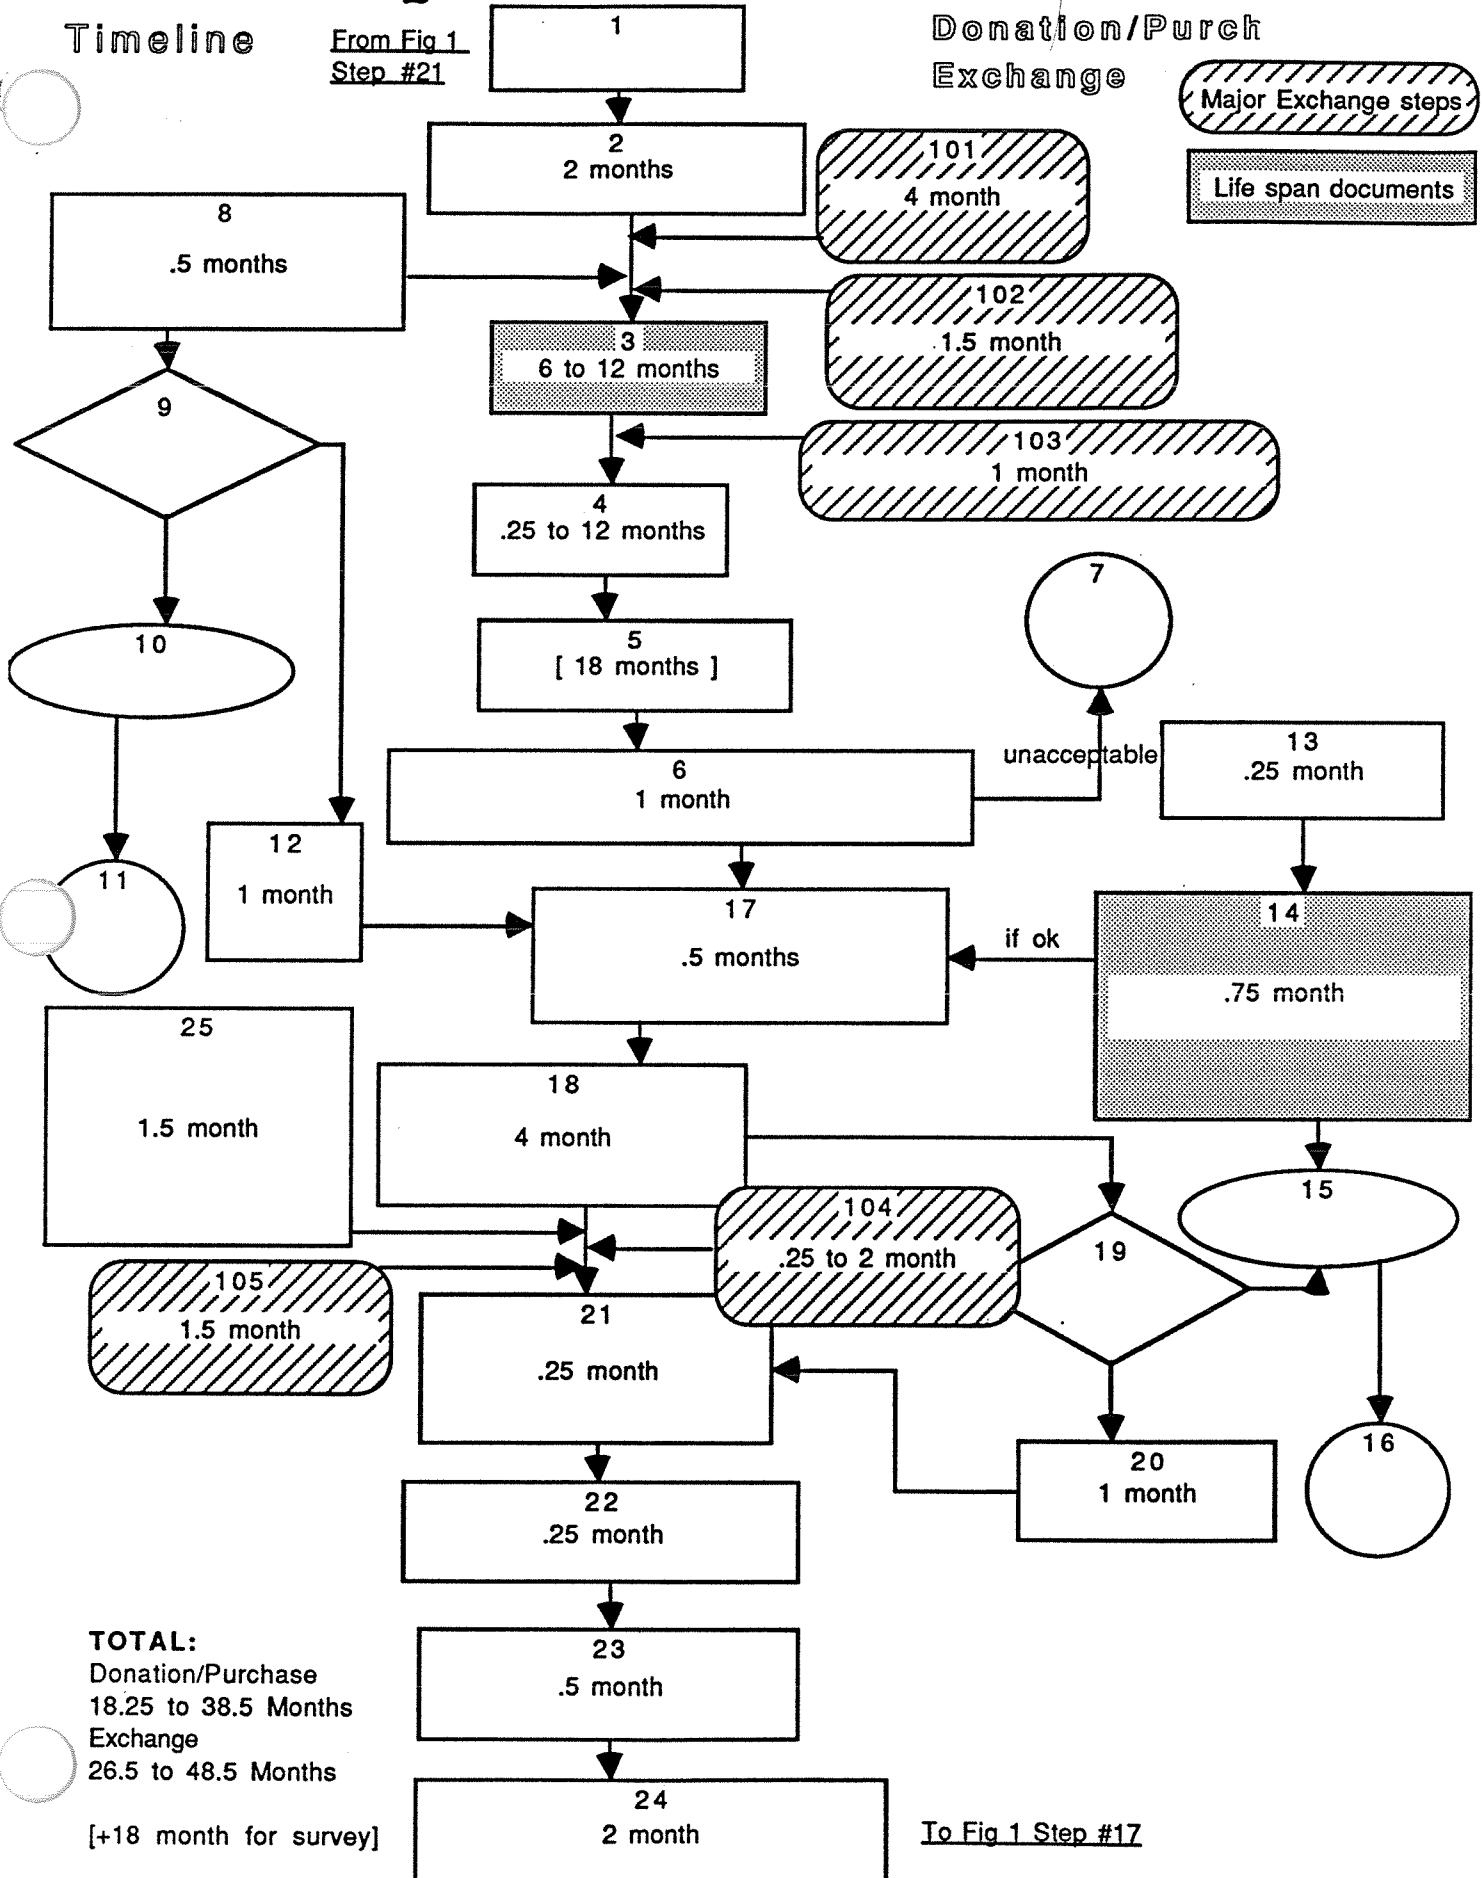 Timeline
From Fig 1
Step #21
Donation/Purch
Exchange
Major Exchange steps
Life span documents
1
2
2 months
101
4 month
8
.5 months
102
1.5 month
3
6 to 12 months
9
103
1 month
4
.25 to 12 months
7
5
[ 18 months ]
10
unacceptable
13
.25 month
6
1 month
12
1 month
11
17
.5 months
if ok
14
.75 month
25
1.5 month
18
4 month
15
104
.25 to 2 month
19
105
1.5 month
21
.25 month
16
20
1 month
22
.25 month
23
.5 month
TOTAL:
Donation/Purchase
18.25 to 38.5 Months
Exchange
26.5 to 48.5 Months
[+18 month for survey]
24
2 month
To Fig 1 Step #17